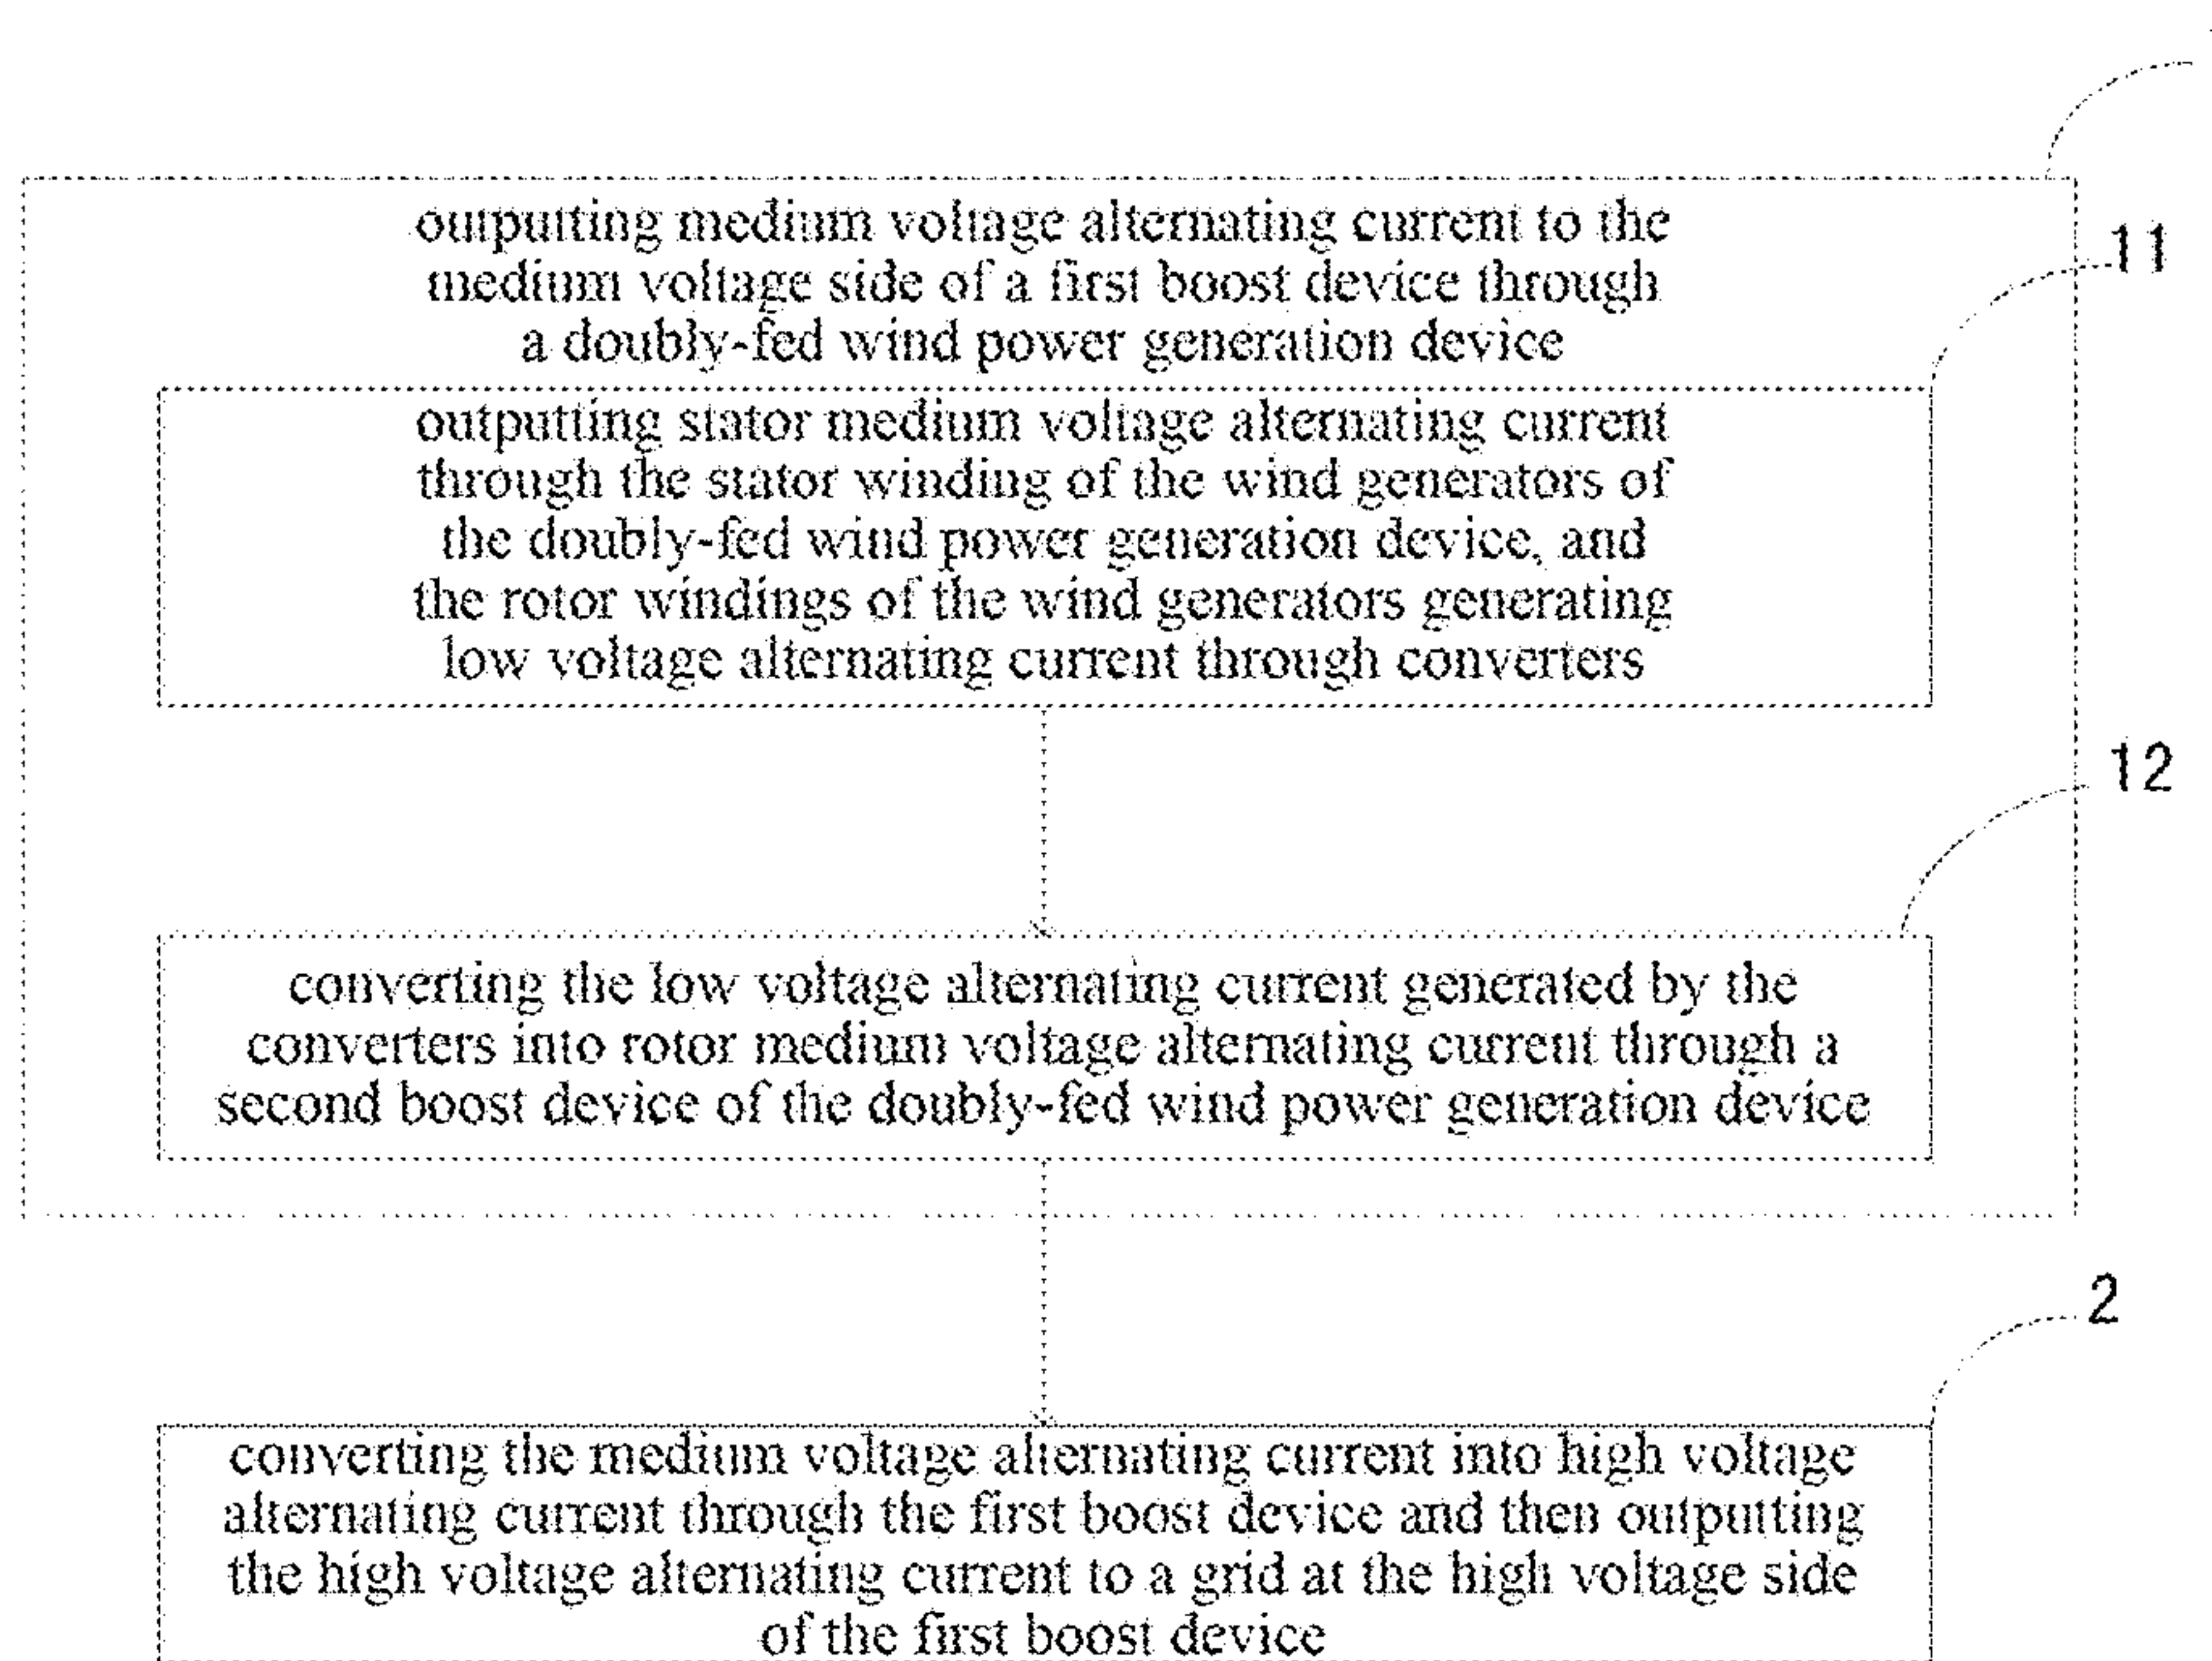 outputting medium voltage alternating current to the
medium voltage side of a first boost device through
a doubly-fed wind power generation device
11
outputting stator medium voltage alternating current
through the stator winding of the wind generators of
the doubly-fed wind power generation device, and
the rotor windings of the wind generators generating
low voltage alternating current through converters
12
converting the low voltage alternating current generated by the
converters into rotor medium voltage alternating current through a
second boost device of the doubly-fed wind power generation device
2
converting the medium voltage alternating current into high voltage
alternating current through the first boost device and then outputting
the high voltage alternating current to a grid at the high voltage side
of the first boost device